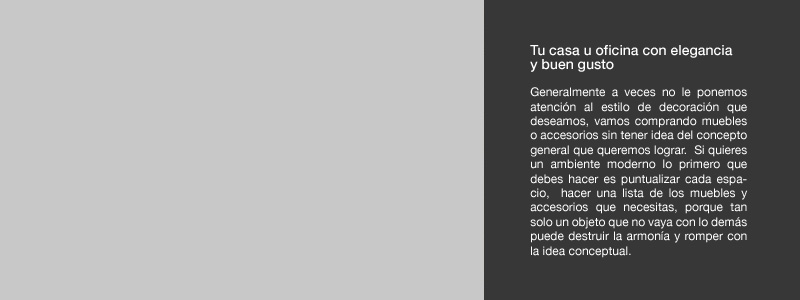 Tu casa u oficina con elegancia
y buen gusto
Generalmente a veces no le ponemos
atención al estilo de decoración que
deseamos, vamos comprando muebles
o accesorios sin tener idea del concepto
general que queremos lograr.  Si quieres
un ambiente moderno lo primero que
debes hacer es puntualizar cada espa-
cio,  hacer una lista de los muebles y
accesorios que necesitas, porque tan
solo un objeto que no vaya con lo demás
puede destruir la armonía y romper con
la idea conceptual.